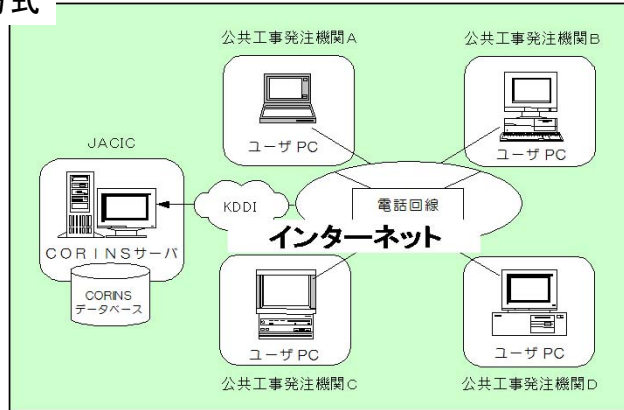 方式
公共工事発注機関A
公共工事発注機関B
ユーザPC
ユーザPC
JACIC
KDDI
電話回線
インターネット
CORINSサーバ
CORINS
データベース
ユーザPC
ユーザPC
公共工事発注機関C
公共工事発注機関D